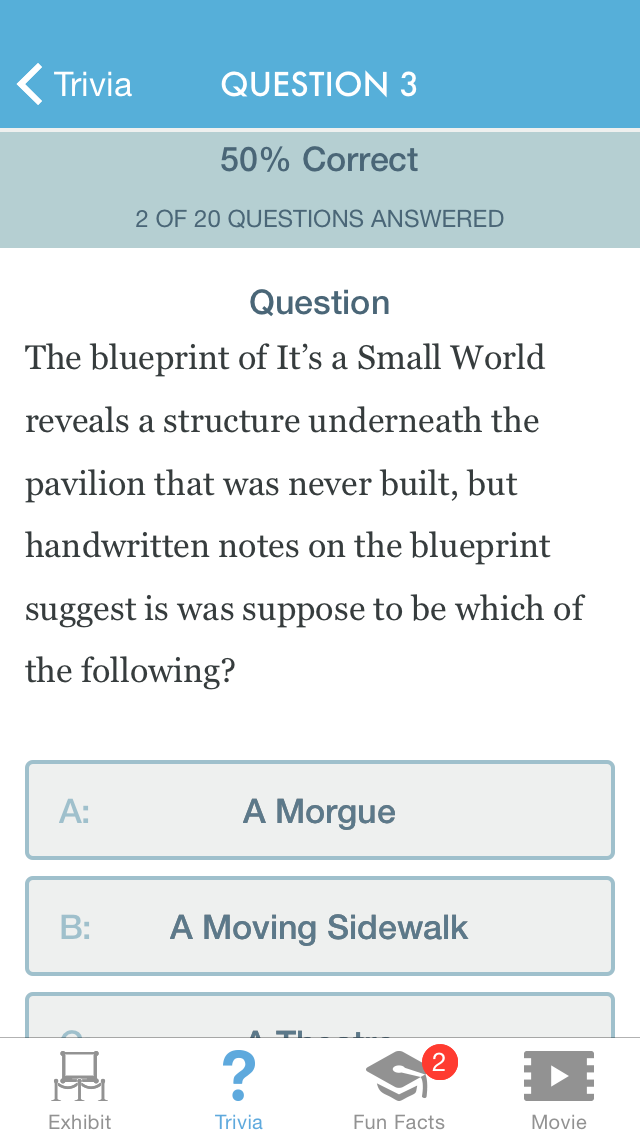 Trivia QUESTION 3
50% Correct
2 OF 20 QUESTIONS ANSWERED
Question
The blueprint of It’s a Small World
reveals a structure underneath the
pavilion that was never built, but
handwritten notes on the blueprint
suggest is was suppose to be which of
the following?
A: A Morgue
B: A Moving Sidewalk
2
Exhibit Trivia Fun Facts Movie